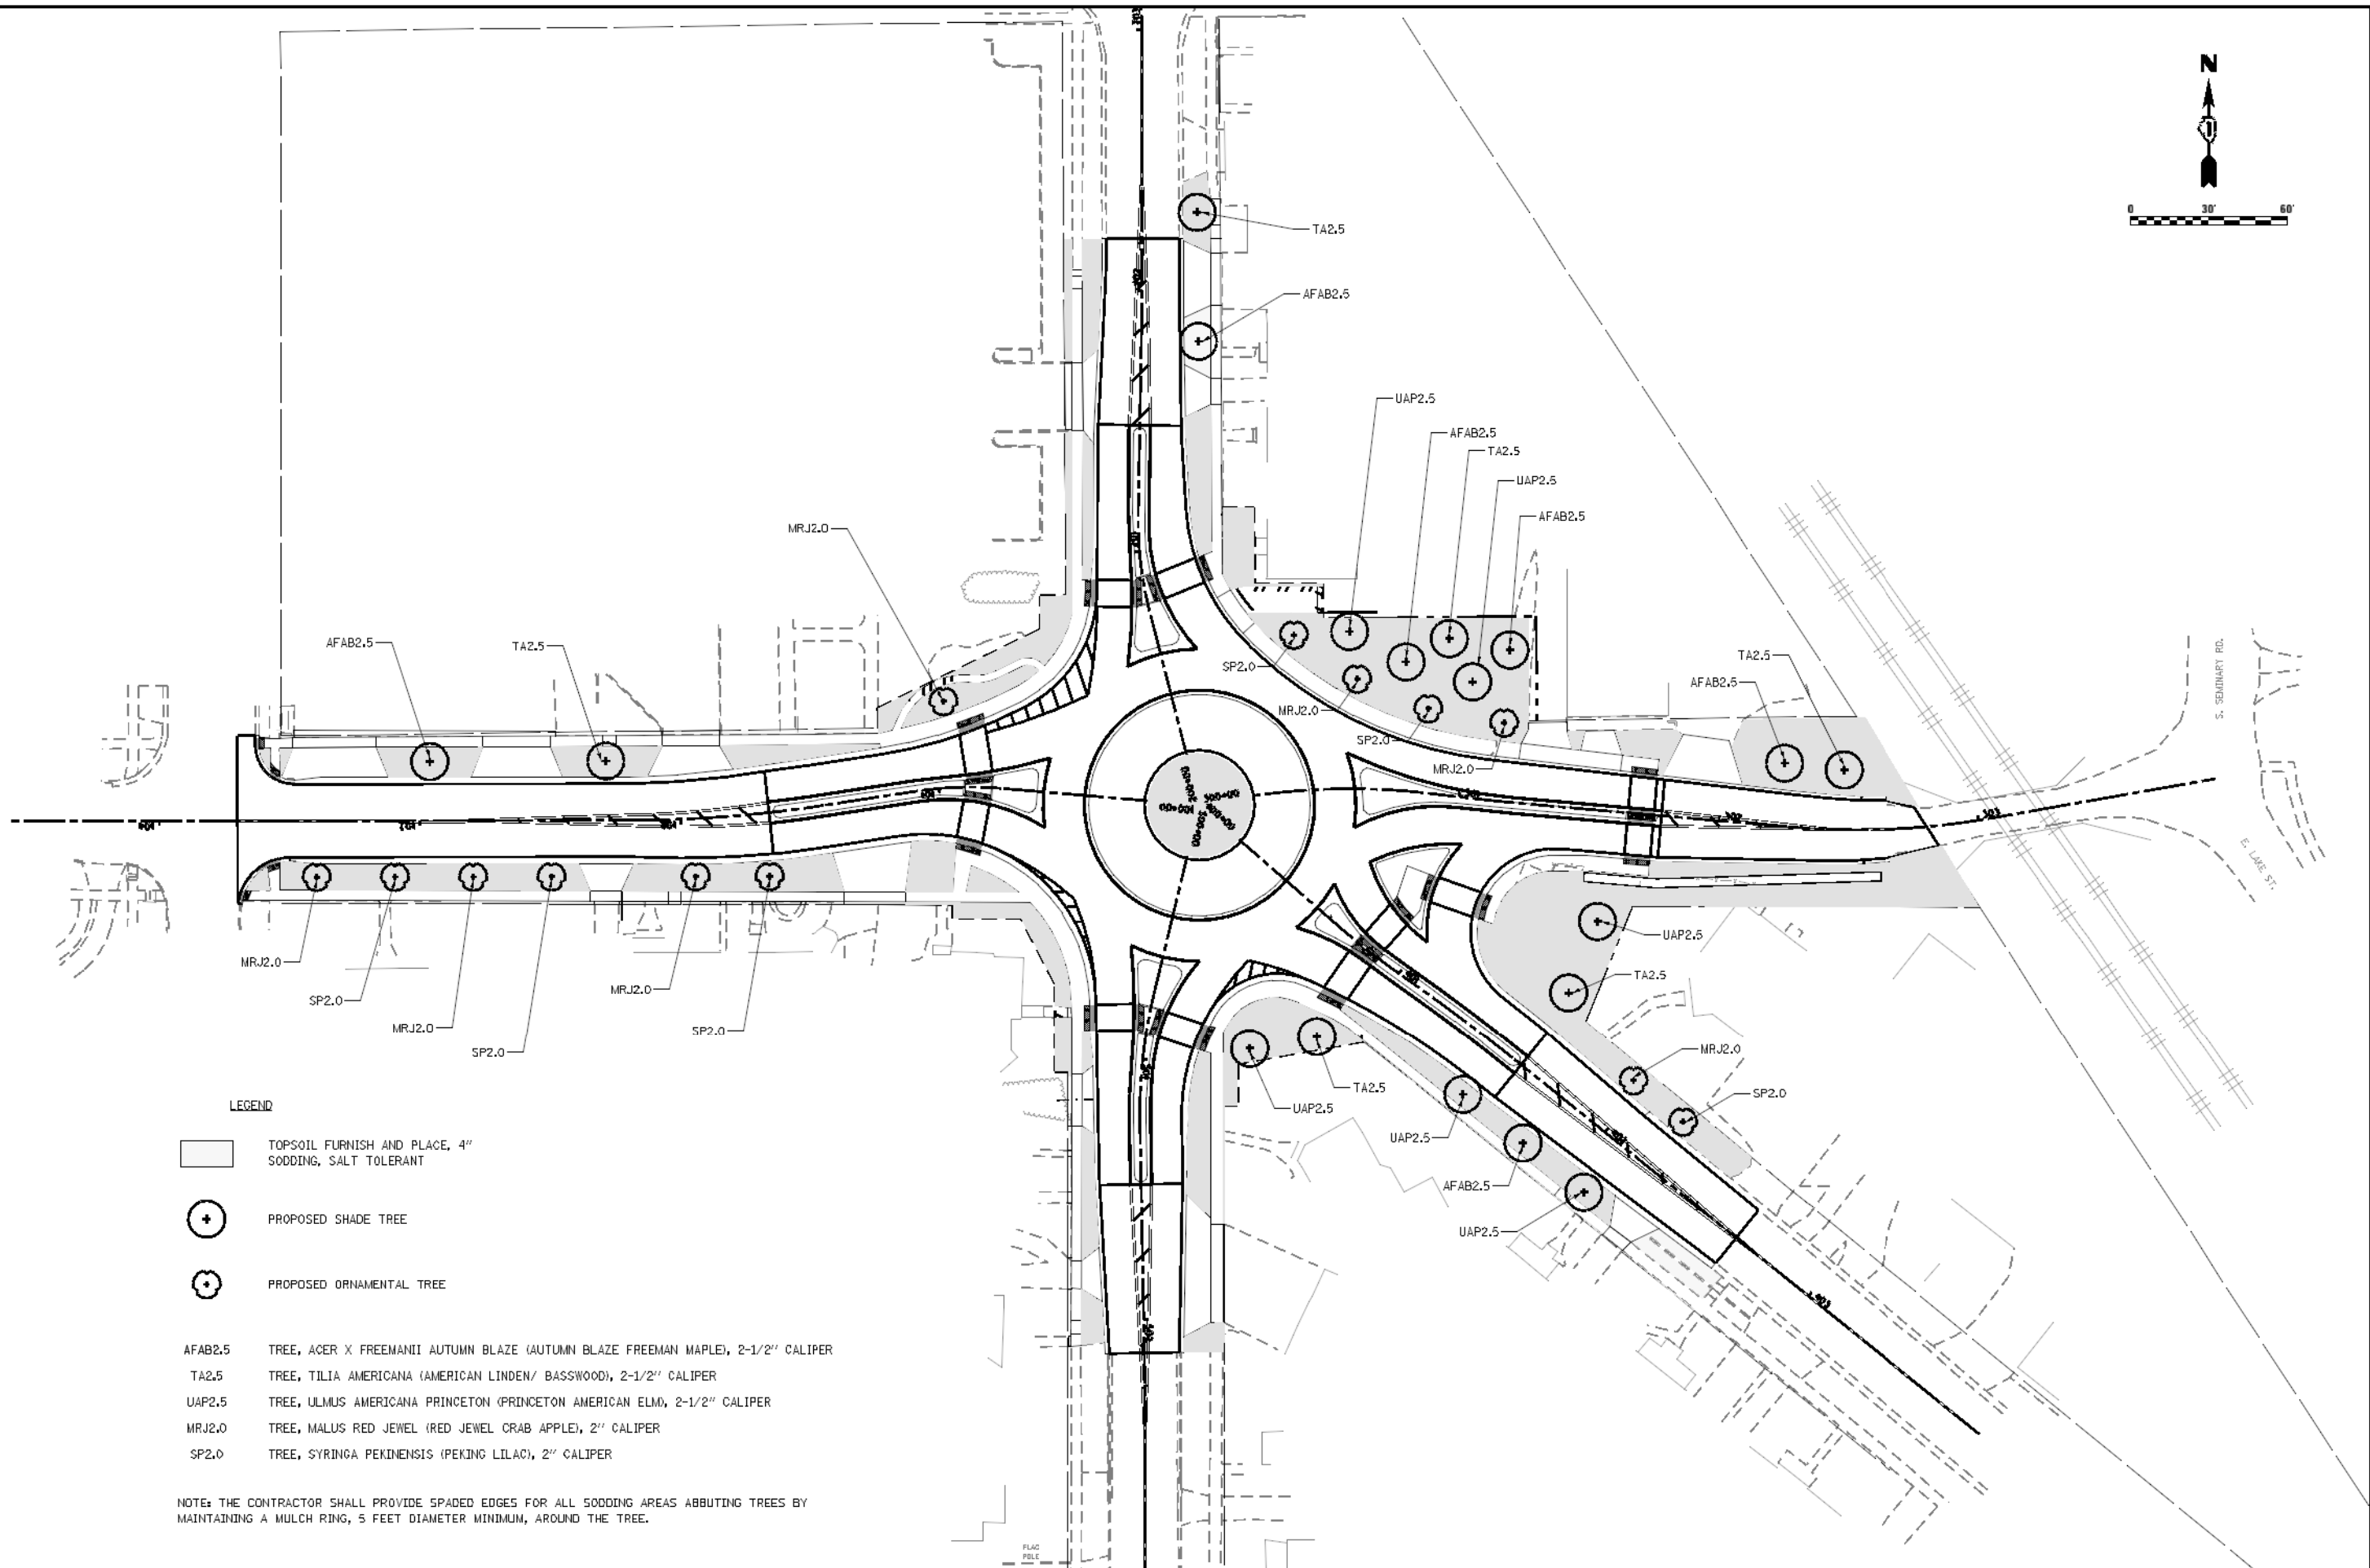 N
0 30' 60'
TA2.5
AFAB2.5
UAP2.5
AFAB2.5
TA2.5
UAP2.5
AFAB2.5
MRJ2.0
AFAB2.5
TA2.5
SP2.0
MRJ2.0
SP2.0
MRJ2.0
TA2.5
AFAB2.5
S. SEMINARY RD.
E. LAKE ST.
UAP2.5
TA2.5
MRJ2.0
SP2.0
MRJ2.0
SP2.0
MRJ2.0
SP2.0
MRJ2.0
SP2.0
UAP2.5
TA2.5
UAP2.5
AFAB2.5
UAP2.5
LEGEND
TOPSOIL FURNISH AND PLACE, 4"
SODDING, SALT TOLERANT
PROPOSED SHADE TREE
PROPOSED ORNAMENTAL TREE
AFAB2.5 TREE, ACER X FREEMANII AUTUMN BLAZE (AUTUMN BLAZE FREEMAN MAPLE), 2-1/2" CALIPER
TA2.5 TREE, TILIA AMERICANA (AMERICAN LINDEN/ BASSWOOD), 2-1/2" CALIPER
UAP2.5 TREE, ULMUS AMERICANA PRINCETON (PRINCETON AMERICAN ELM), 2-1/2" CALIPER
MRJ2.0 TREE, MALUS RED JEWEL (RED JEWEL CRAB APPLE), 2" CALIPER
SP2.0 TREE, SYRINGA PEKINENSIS (PEKING LILAC), 2" CALIPER
NOTE: THE CONTRACTOR SHALL PROVIDE SPADED EDGES FOR ALL SODDING AREAS ABBUTING TREES BY
MAINTAINING A MULCH RING, 5 FEET DIAMETER MINIMUM, AROUND THE TREE.
FLAG
POLE